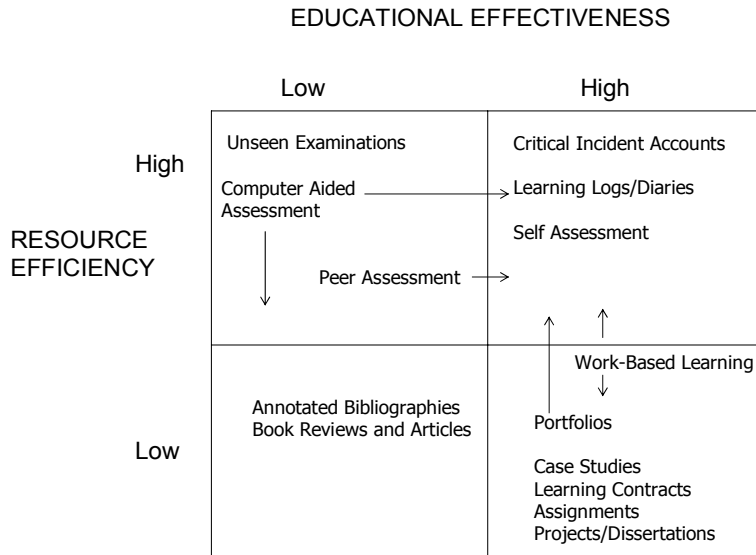 EDUCATIONAL EFFECTIVENESS
Low
High
High
RESOURCE
EFFICIENCY
Low
Unseen Examinations
Computer Aided
Assessment
Peer Assessment
Critical Incident Accounts
Learning Logs/Diaries
Self Assessment
Annotated Bibliographies
Book Reviews and Articles
Work-Based Learning
Portfolios
Case Studies
Learning Contracts
Assignments
Projects/Dissertations